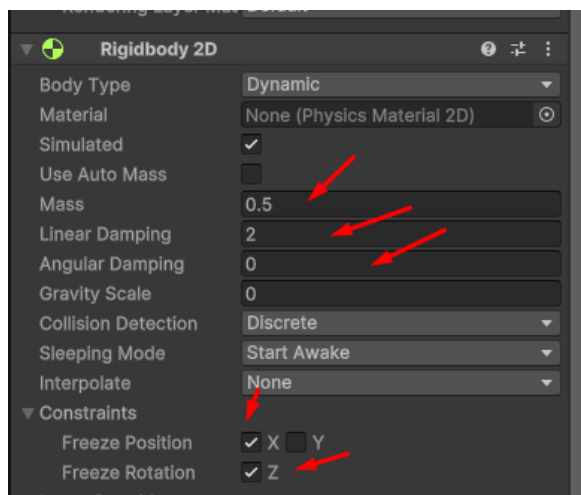 Rigidbody 2D
Body Type Dynamic
Material None (Physics Material 2D)
Simulated
Use Auto Mass
Mass 0.5
Linear Damping 2
Angular Damping 0
Gravity Scale 0
Collision Detection Discrete
Sleeping Mode Start Awake
Interpolate None
Constraints
Freeze Position X Y
Freeze Rotation Z